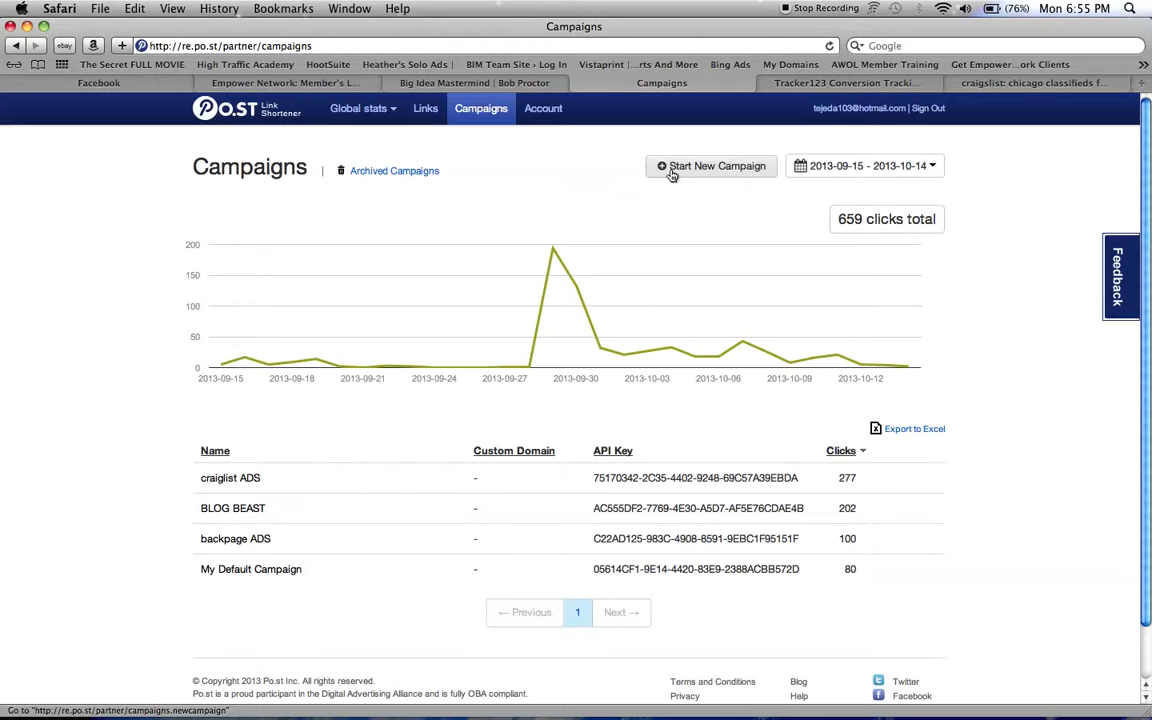 Safari File Edit View History Bookmarks Window Help Stop Recording (76%) Mon 6:55 PM
Campaigns
ebay a + http://re.po.st/partner/campaigns Google
The Secret FULL MOVIE High Traffic Academy HootSuite Heather's Solo Ads BIM Team Site › Log In Vistaprint |...rts And More Bing Ads My Domains AWOL Member Training Get Empower...ork Clients
Facebook Empower Network: Member's L... Big Idea Mastermind | Bob Proctor Campaigns Tracker123 Conversion Tracki... craigslist: chicago classifieds f... +
PO.ST Link Shortener Global stats Links Campaigns Account tejeda103@hotmail.com | Sign Out
Campaigns | Archived Campaigns Start New Campaign 2013-09-15 - 2013-10-14
659 clicks total
Feedback
200
150
100
50
0
2013-09-15 2013-09-18 2013-09-21 2013-09-24 2013-09-27 2013-09-30 2013-10-03 2013-10-06 2013-10-09 2013-10-12
X Export to Excel
Name Custom Domain API Key Clicks
craiglist ADS - 75170342-2C35-4402-9248-69C57A39EBDA 277
BLOG BEAST - AC555DF2-7769-4E30-A5D7-AF5E76CDAE4B 202
backpage ADS - C22AD125-983C-4908-8591-9EBC1F95151F 100
My Default Campaign - 05614CF1-9E14-4420-83E9-2388ACBB572D 80
← Previous 1 Next →
© Copyright 2013 Po.st Inc. All rights reserved. Terms and Conditions Blog Twitter
Po.st is a proud participant in the Digital Advertising Alliance and is fully OBA compliant. Privacy Help Facebook
Go to "http://re.po.st/partner/campaigns.newcampaign"